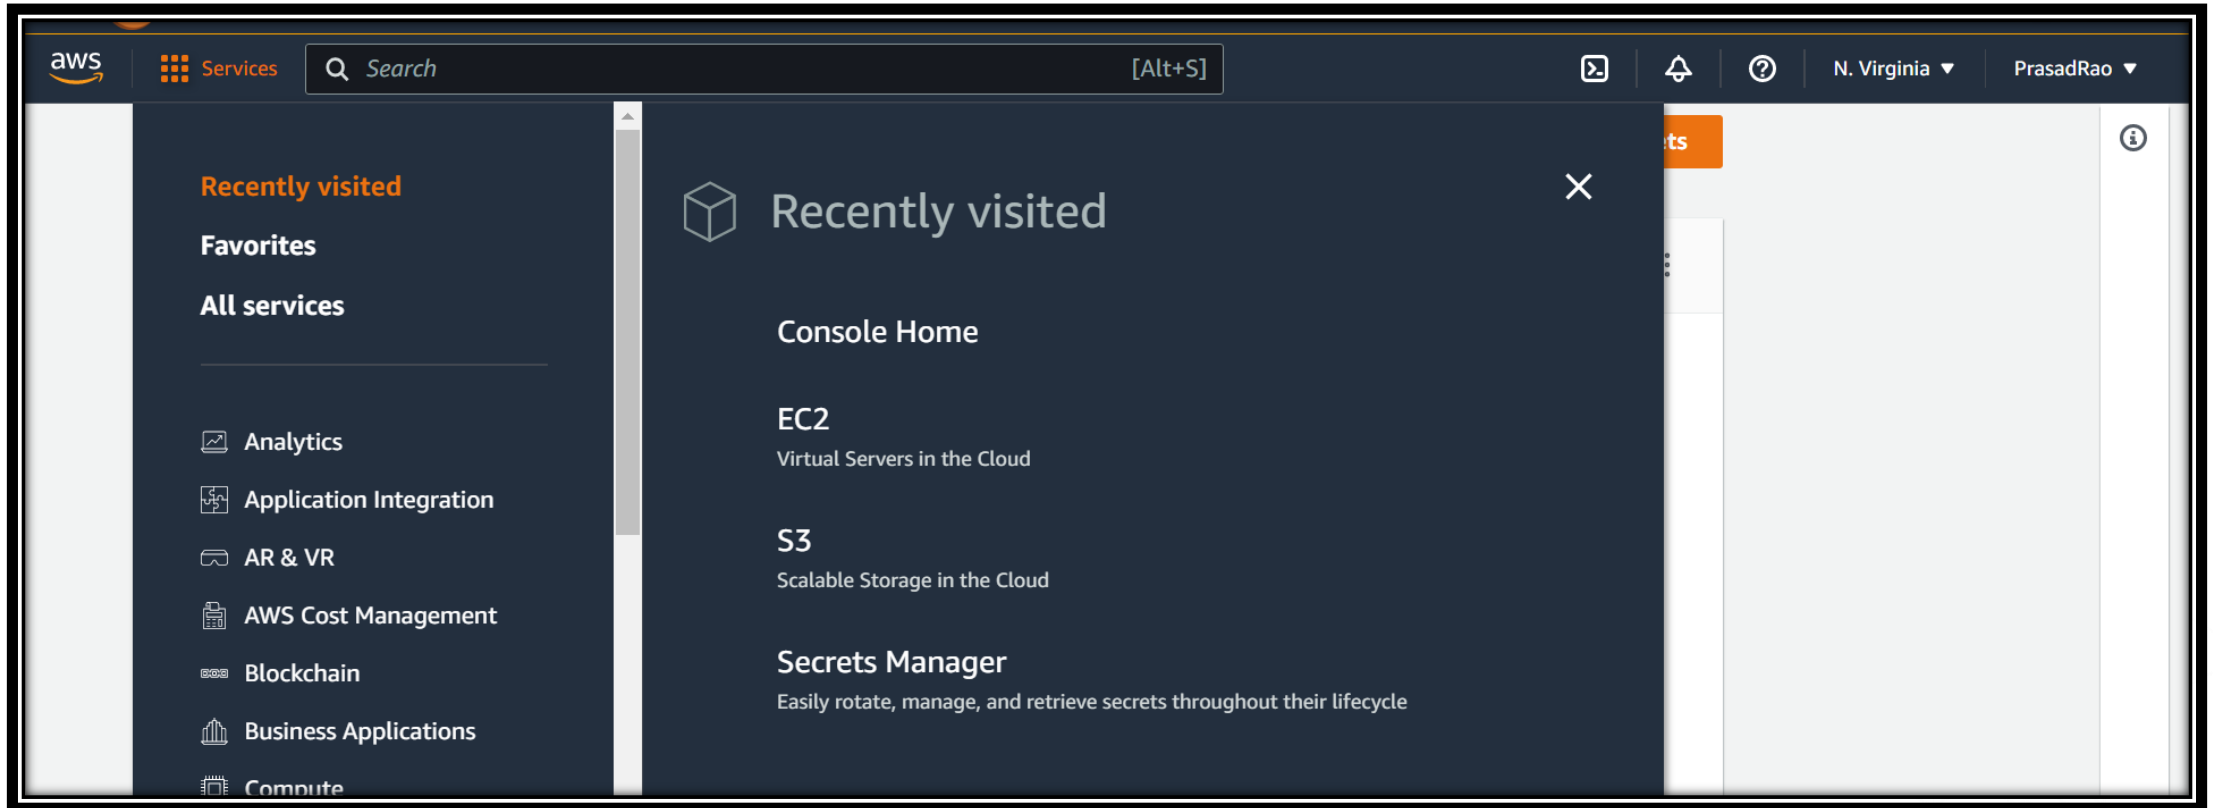 aws Services Search [Alt+S] N. Virginia PrasadRao
Recently visited
Favorites
All services
Analytics
Application Integration
AR & VR
AWS Cost Management
Blockchain
Business Applications
Compute
Recently visited
Console Home
EC2
Virtual Servers in the Cloud
S3
Scalable Storage in the Cloud
Secrets Manager
Easily rotate, manage, and retrieve secrets throughout their lifecycle
ts